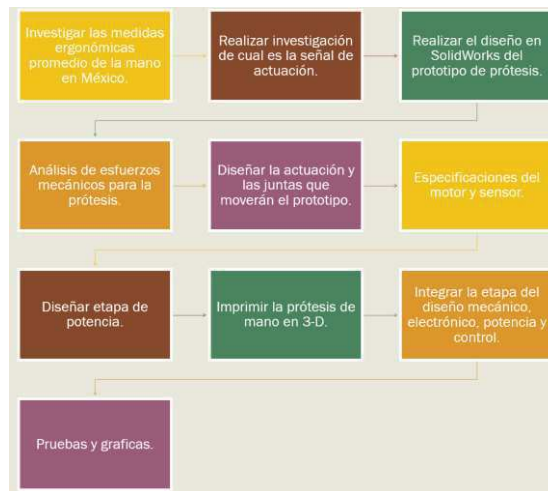 Investigar las medidas
ergonómicas
promedio de la mano
en México.
Realizar investigación
de cual es la señal de
actuación.
Realizar el diseño en
SolidWorks del
prototipo de prótesis.
Análisis de esfuerzos
mecánicos para la
prótesis.
Diseñar la actuación y
las juntas que
moverán el prototipo.
Especificaciones del
motor y sensor.
Diseñar etapa de
potencia.
Imprimir la prótesis de
mano en 3-D.
Integrar la etapa del
diseño mecánico,
electrónico, potencia y
control.
Pruebas y graficas.